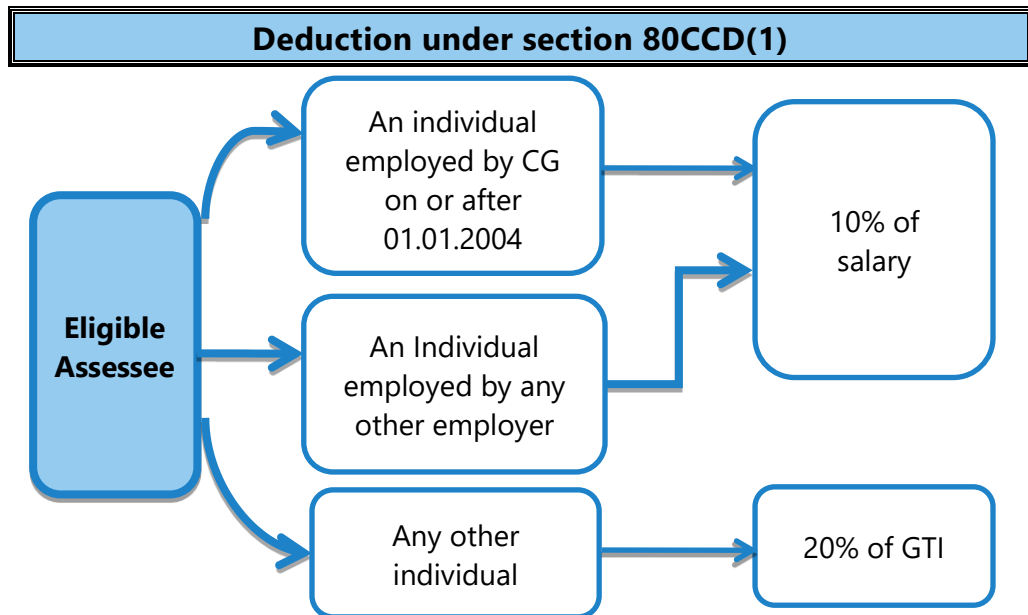 Deduction under section 80CCD(1)
Eligible
Assessee
An individual
employed by CG
on or after
01.01.2004
An Individual
employed by any
other employer
Any other
individual
10% of
salary
20% of GTI